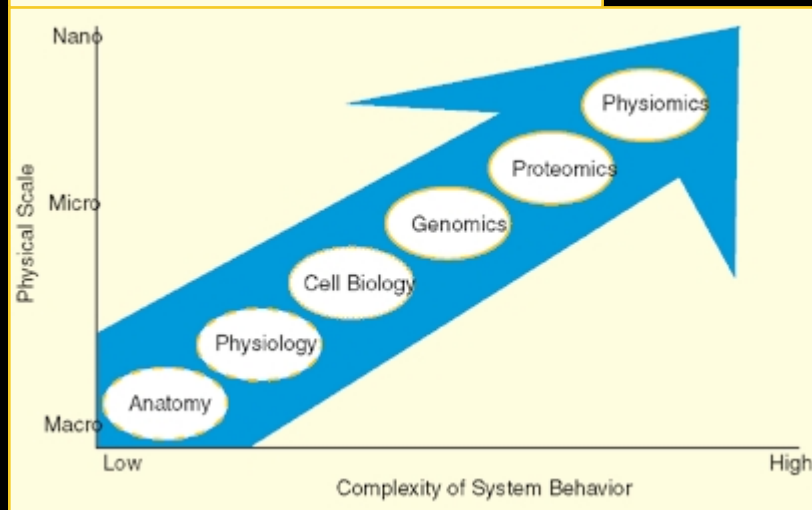 Nano
Physiomics
Proteomics
Micro
Genomics
Cell Biology
Physiology
Anatomy
Macro
Physical Scale
Low
High
Complexity of System Behavior